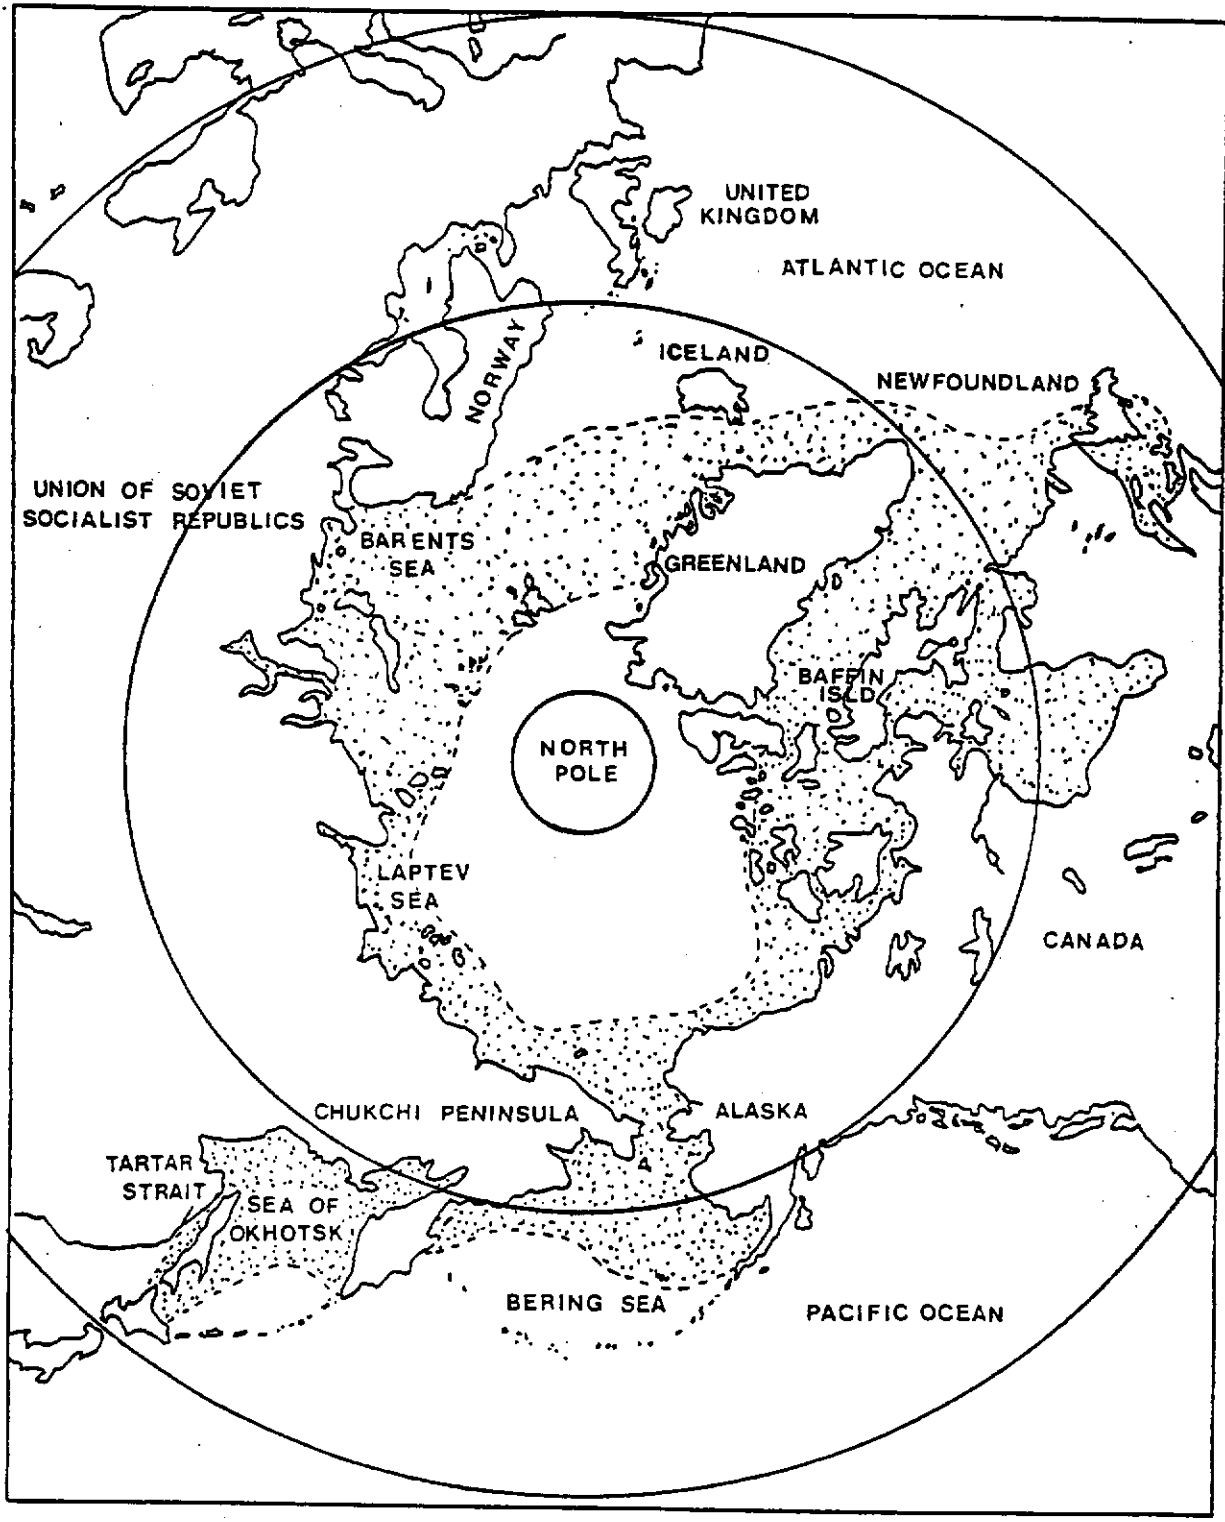 UNITED
KINGDOM
ATLANTIC OCEAN
ICELAND
NORWAY
NEWFOUNDLAND
UNION OF SOVIET
SOCIALIST REPUBLICS
BARENTS
SEA
GREENLAND
BAFFIN
ISLD
NORTH
POLE
LAPTEV
SEA
CANADA
CHUKCHI PENINSULA
ALASKA
TARTAR
STRAIT
SEA OF
OKHOTSK
BERING SEA
PACIFIC OCEAN